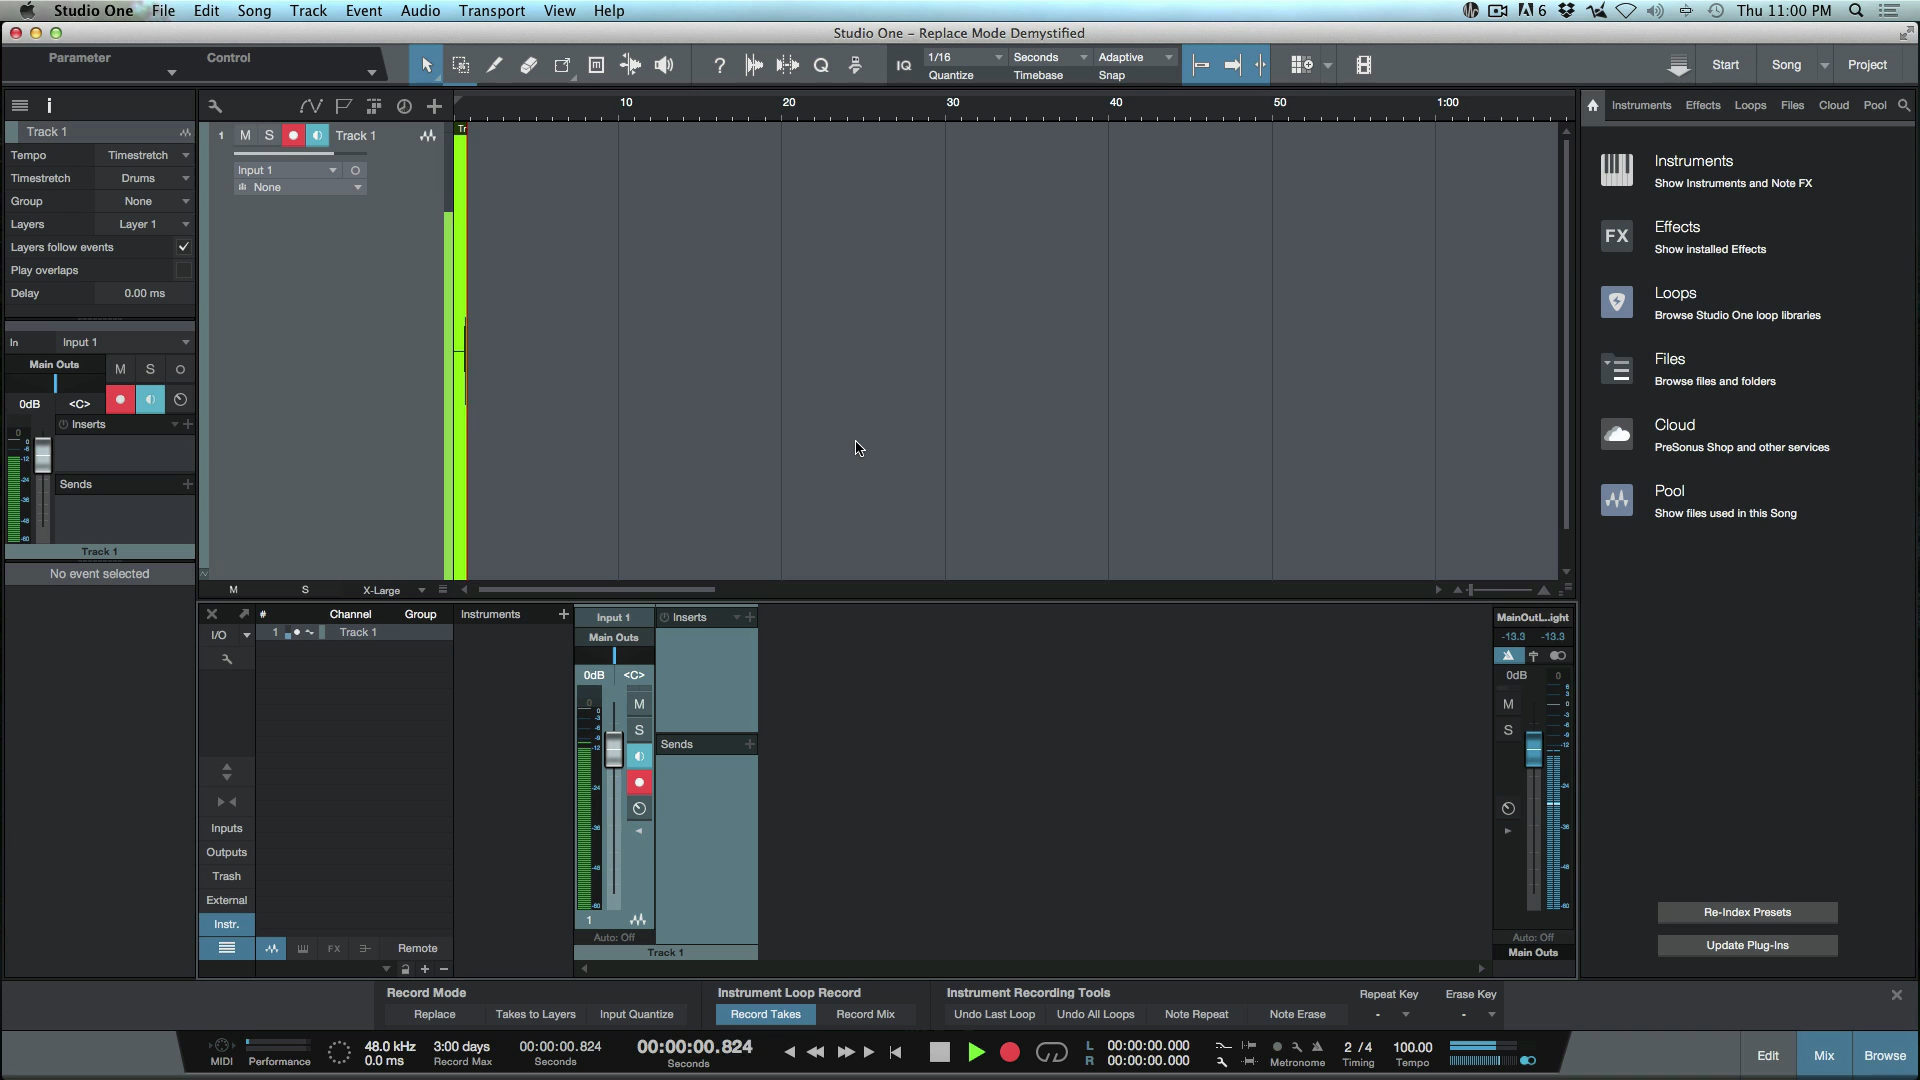 Studio One File Edit Song Track Event Audio Transport View Help
6 Thu 11:00 PM
Studio One - Replace Mode Demystified
Parameter Control
? Q IQ 1/16 Seconds Adaptive
Quantize Timebase Snap
Start Song Project
i
10 20 30 40 50 1:00
Instruments Effects Loops Files Cloud Pool
Track 1
1 M S Track 1
Tr
Input 1
None
Tempo Timestretch
Timestretch Drums
Group None
Layers Layer 1
Layers follow events
Play overlaps
Delay 0.00 ms
In Input 1
Main Outs M S
0dB <C>
Inserts
Sends
Track 1
No event selected
Instruments
Show Instruments and Note FX
FX
Effects
Show installed Effects
Loops
Browse Studio One loop libraries
Files
Browse files and folders
Cloud
PreSonus Shop and other services
Pool
Show files used in this Song
Re-Index Presets
Update Plug-Ins
M S X-Large
# Channel Group
I/O
1 Track 1
Inputs
Outputs
Trash
External
Instr.
FX Remote
Instruments
Input 1
Main Outs
0dB <C>
M
S
1
Auto: Off
Track 1
Inserts
Sends
MainOutL...ight
-13.3 -13.3
0dB
M
S
Auto: Off
Main Outs
Record Mode
Replace Takes to Layers Input Quantize
Instrument Loop Record
Record Takes Record Mix
Instrument Recording Tools
Undo Last Loop Undo All Loops Note Repeat Note Erase
Repeat Key Erase Key
- -
MIDI Performance
48.0 kHz
0.0 ms
3:00 days
Record Max
00:00:00.824
Seconds
00:00:00.824
Seconds
L 00:00:00.000
R 00:00:00.000
Metronome
2 / 4
Timing
100.00
Tempo
Edit Mix Browse